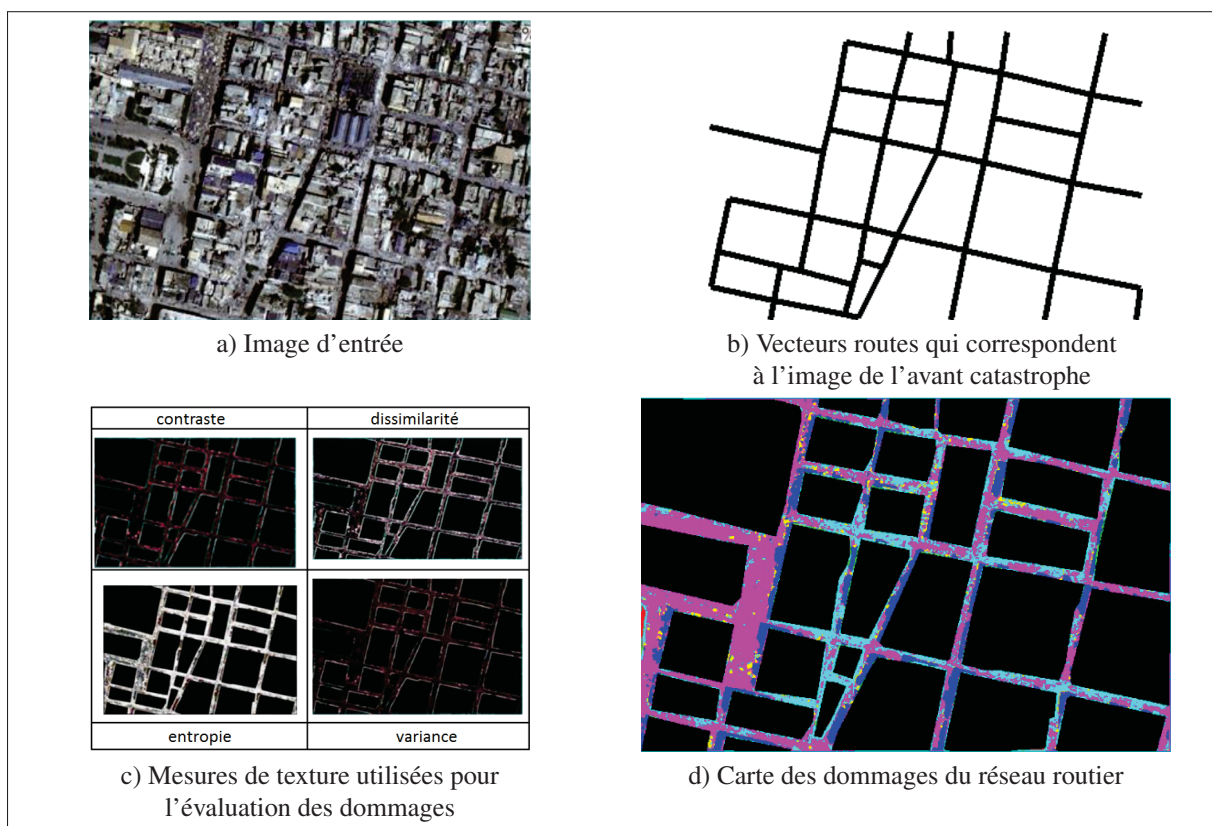 %
a) Image d'entrée
b) Vecteurs routes qui correspondent
à l'image de l'avant catastrophe
contraste
dissimilarité
entropie
variance
c) Mesures de texture utilisées pour
l'évaluation des dommages
d) Carte des dommages du réseau routier